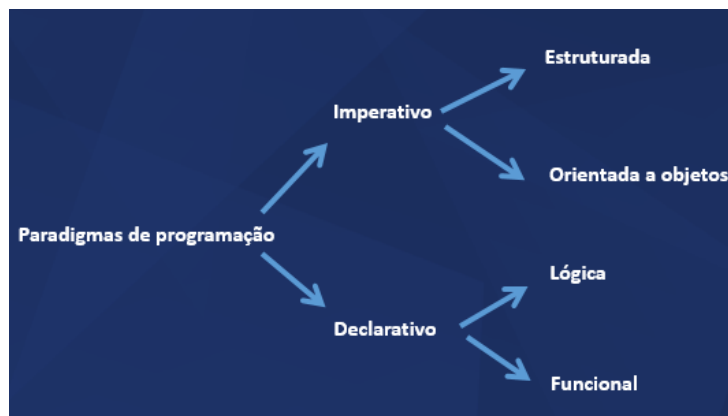 Estruturada
Imperativo
Orientada a objetos
Paradigmas de programação
Lógica
Declarativo
Funcional